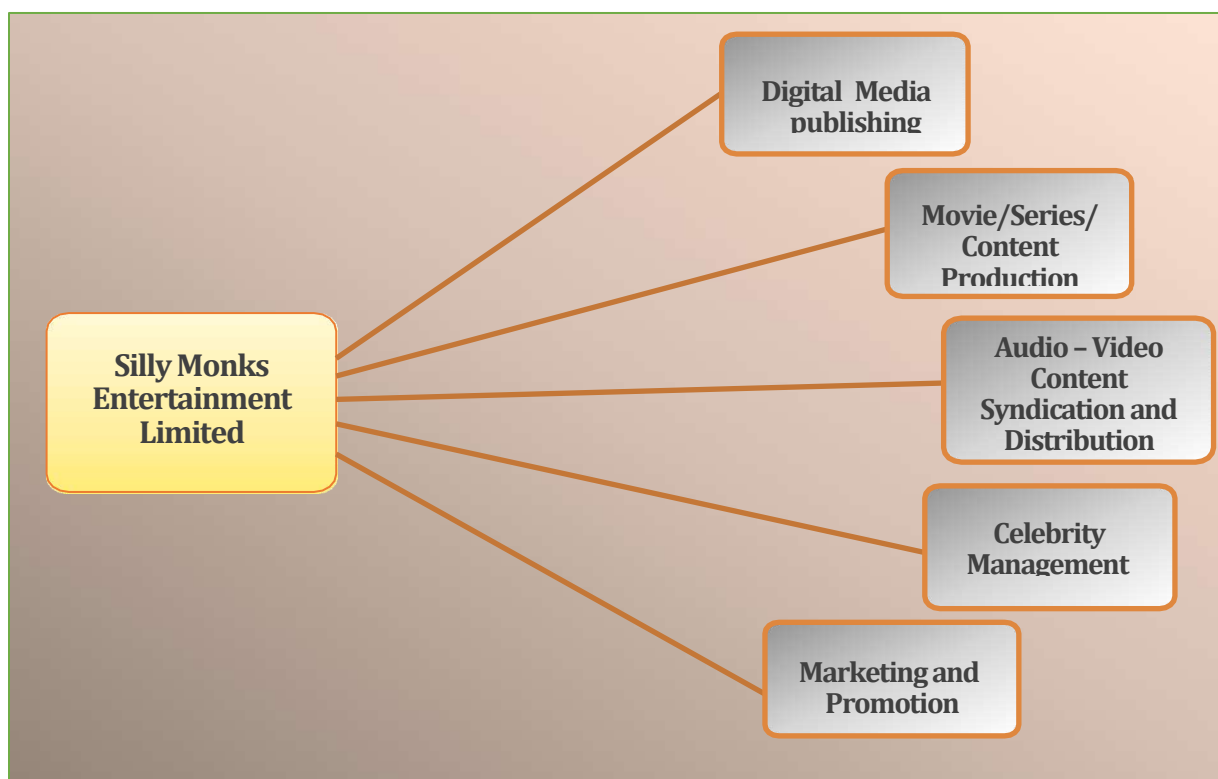 Digital Media
publishing
Movie/Series/
Content
Production
Silly Monks
Entertainment
Limited
Audio – Video
Content
Syndication and
Distribution
Celebrity
Management
Marketing and
Promotion